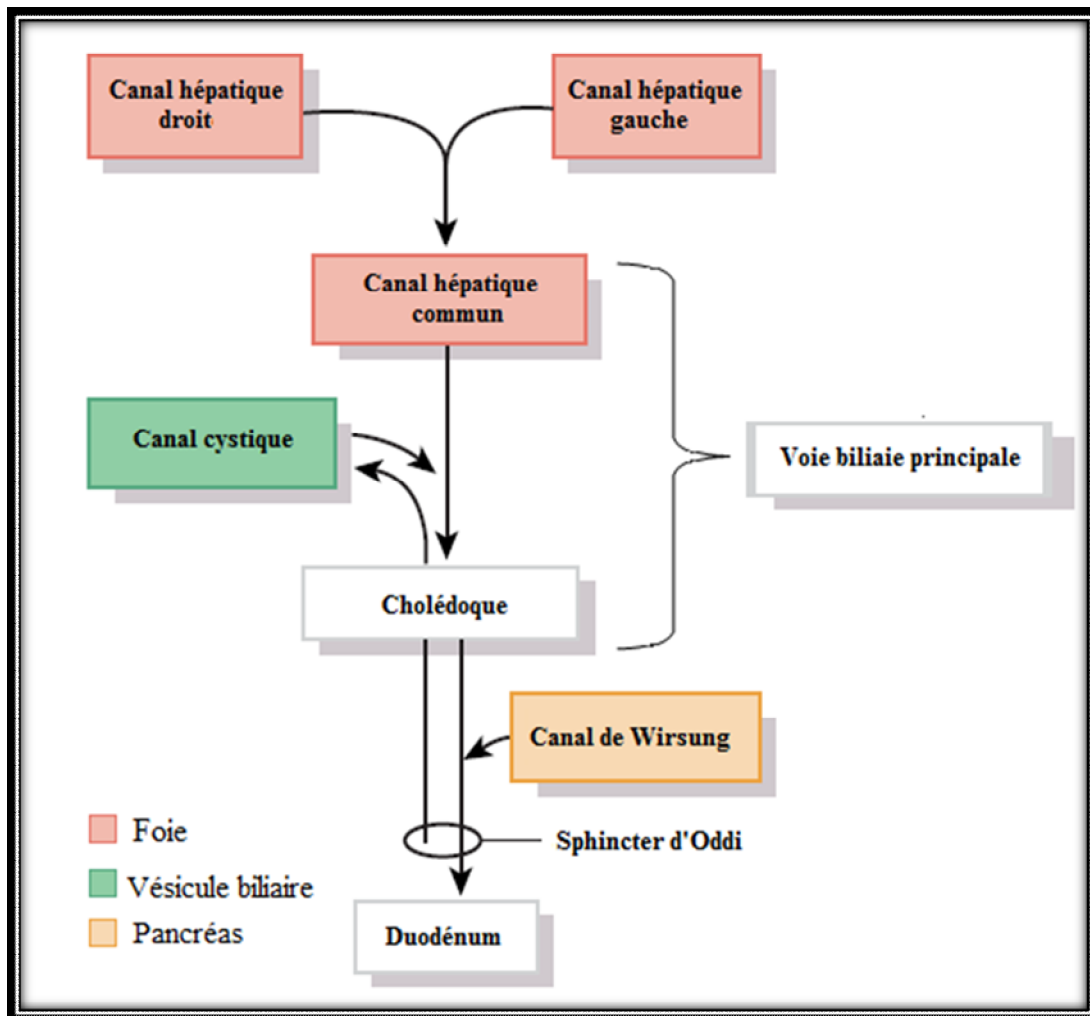 Canal hépatique
droit
Canal hépatique
gauche
Canal hépatique
commun
Canal cystique
Voie biliaie principale
Cholédoque
Canal de Wirsung
Sphincter d'Oddi
Foie
Vésicule biliaire
Pancréas
Duodénum